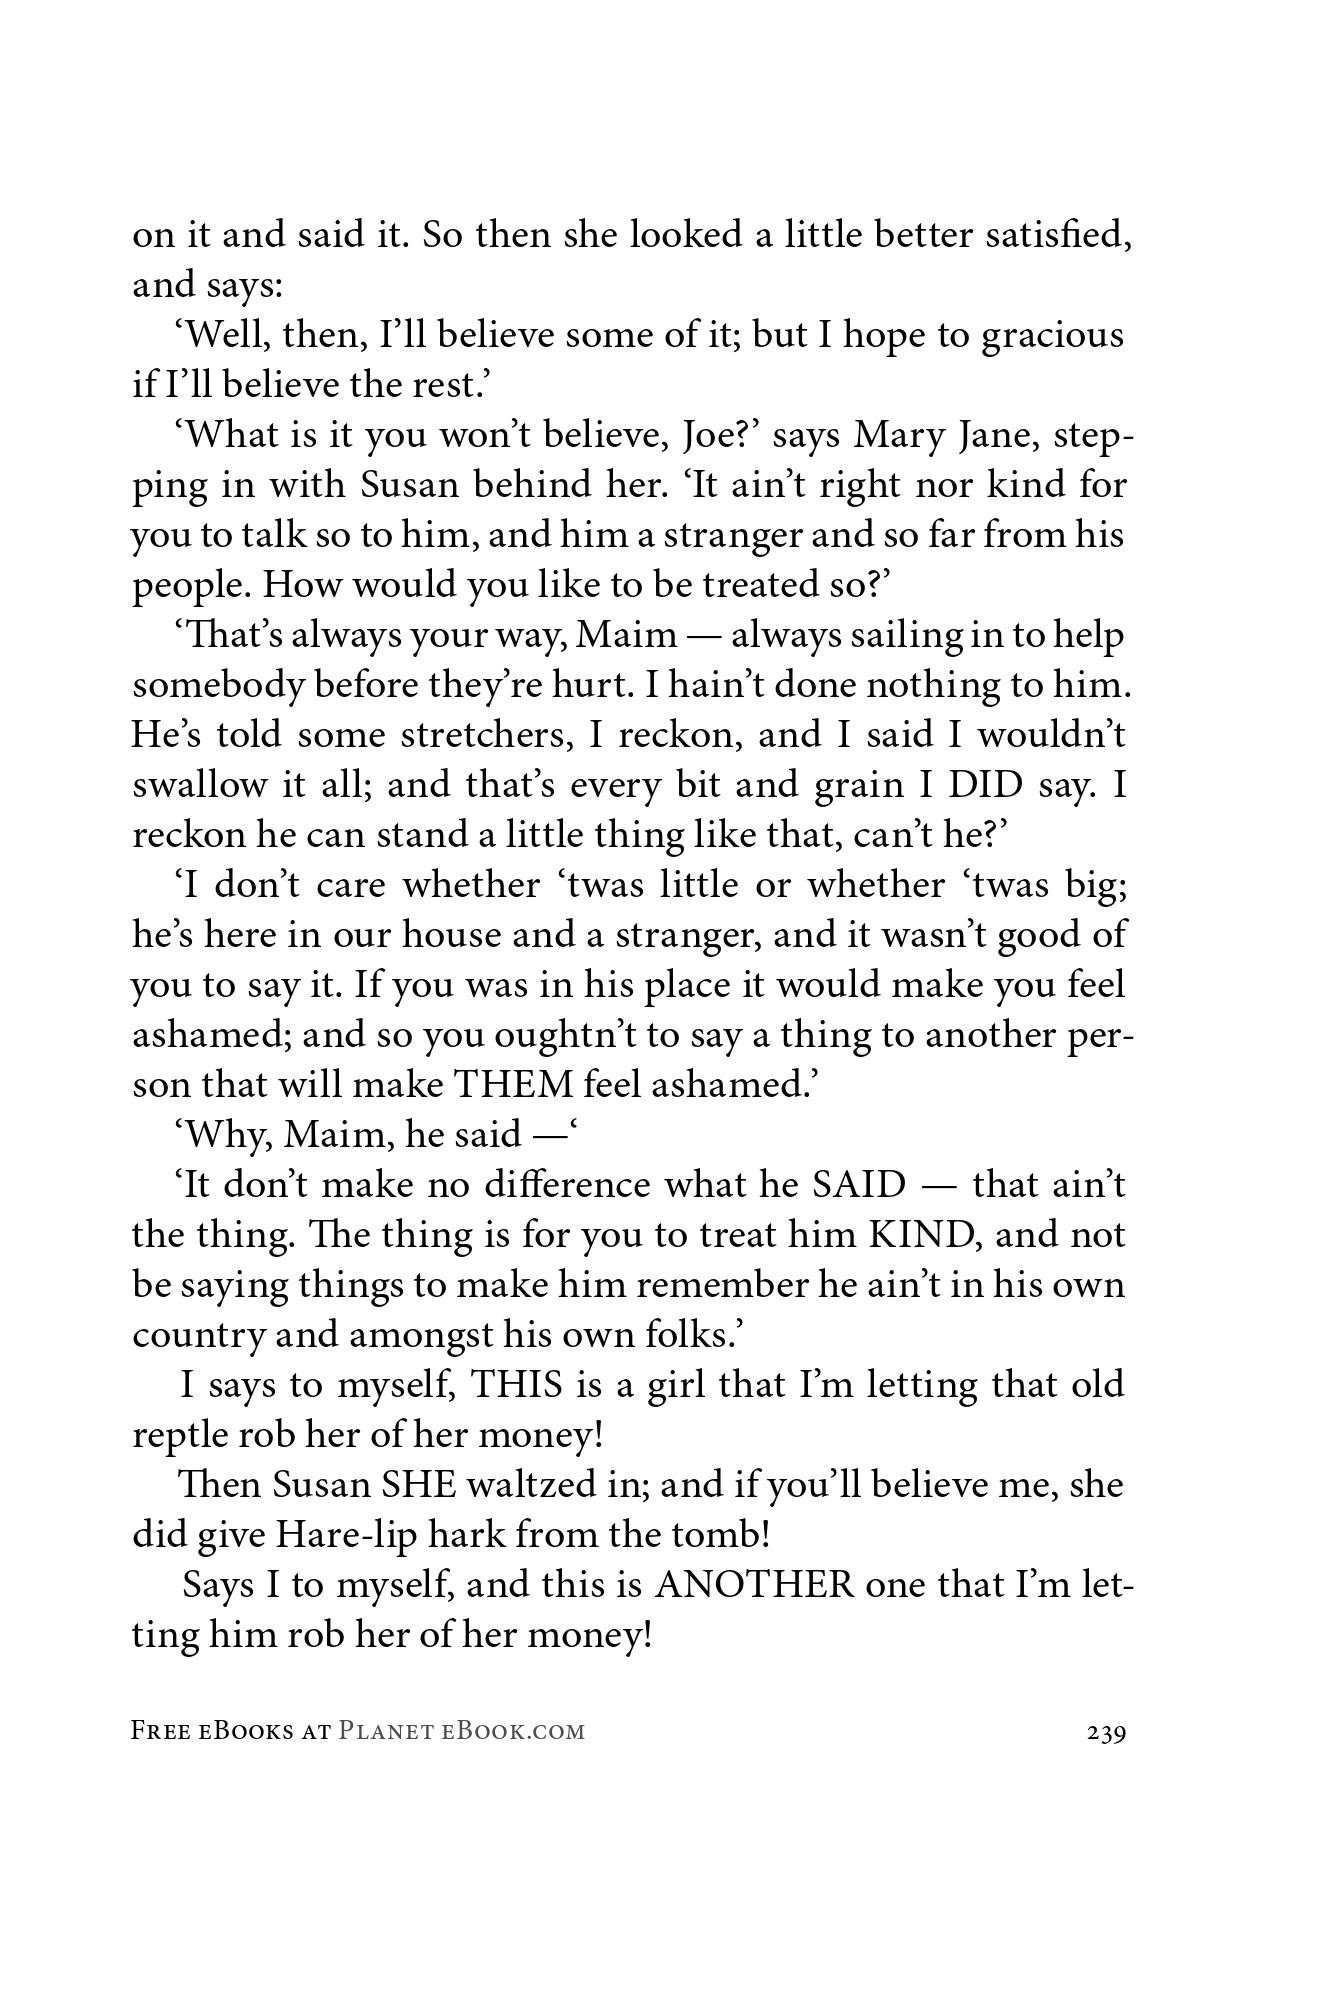 on it and said it. So then she looked a little better satisfied,
and says:
‘Well, then, I’ll believe some of it; but I hope to gracious
if I’ll believe the rest.’
‘What is it you won’t believe, Joe?’ says Mary Jane, step-
ping in with Susan behind her. ‘It ain’t right nor kind for
you to talk so to him, and him a stranger and so far from his
people. How would you like to be treated so?’
‘That’s always your way, Maim — always sailing in to help
somebody before they’re hurt. I hain’t done nothing to him.
He’s told some stretchers, I reckon, and I said I wouldn’t
swallow it all; and that’s every bit and grain I DID say. I
reckon he can stand a little thing like that, can’t he?’
‘I don’t care whether ‘twas little or whether ‘twas big;
he’s here in our house and a stranger, and it wasn’t good of
you to say it. If you was in his place it would make you feel
ashamed; and so you oughtn’t to say a thing to another per-
son that will make THEM feel ashamed.’
‘Why, Maim, he said —‘
‘It don’t make no difference what he SAID — that ain’t
the thing. The thing is for you to treat him KIND, and not
be saying things to make him remember he ain’t in his own
country and amongst his own folks.’
I says to myself, THIS is a girl that I’m letting that old
reptle rob her of her money!
Then Susan SHE waltzed in; and if you’ll believe me, she
did give Hare-lip hark from the tomb!
Says I to myself, and this is ANOTHER one that I’m let-
ting him rob her of her money!
Free eBooks at Planet eBook.com 239